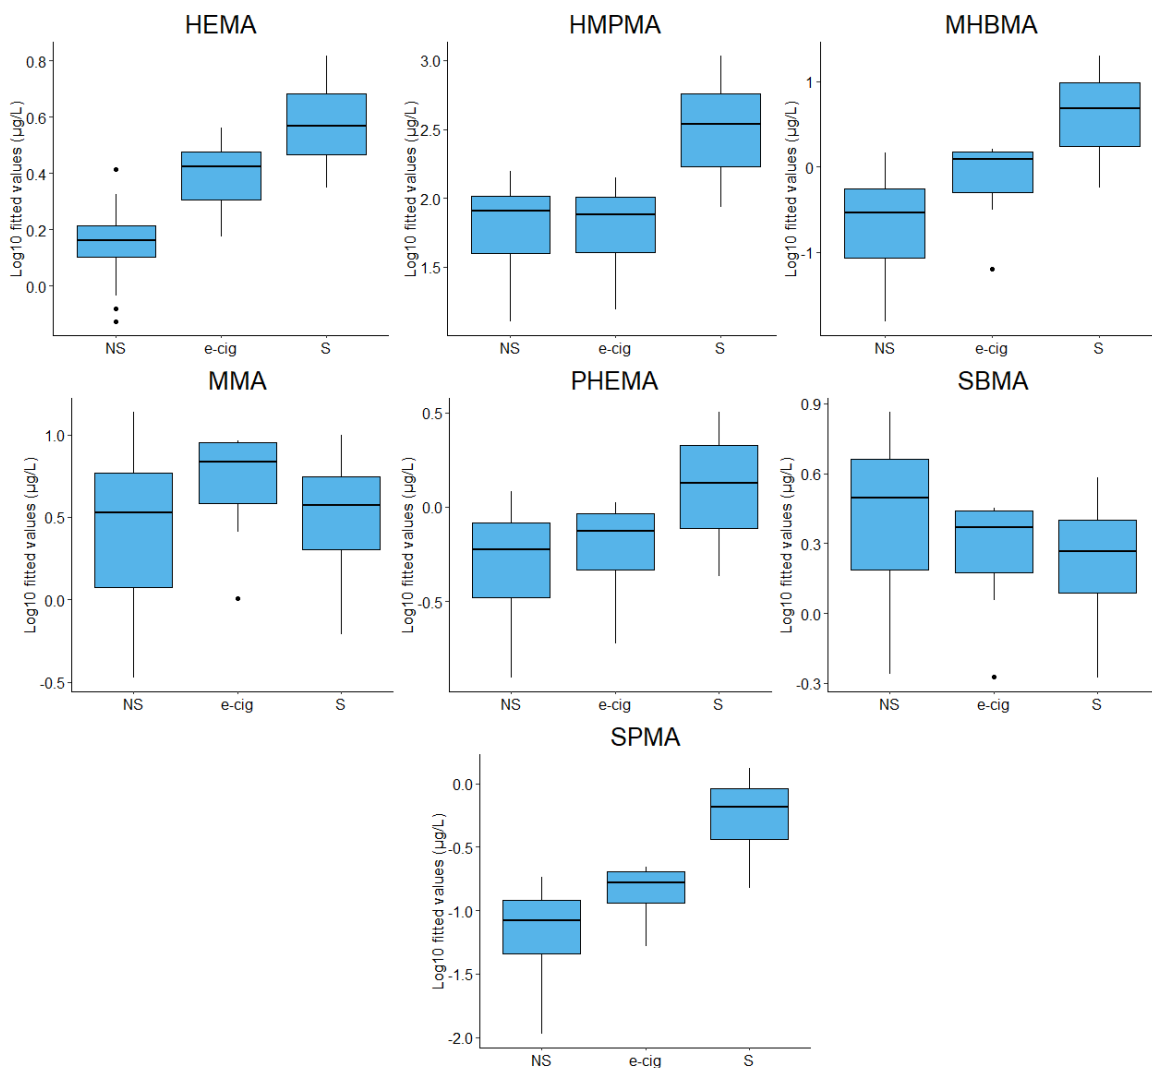 HEMA
Log10 fitted values (µg/L)
0.8
0.6
0.4
0.2
0.0
NS e-cig S
HMPMA
Log10 fitted values (µg/L)
3.0
2.5
2.0
1.5
NS e-cig S
MHBMA
Log10 fitted values (µg/L)
1
0
-1
NS e-cig S
MMA
Log10 fitted values (µg/L)
1.0
0.5
0.0
-0.5
NS e-cig S
PHEMA
Log10 fitted values (µg/L)
0.5
0.0
-0.5
NS e-cig S
SBMA
Log10 fitted values (µg/L)
0.9
0.6
0.3
0.0
-0.3
NS e-cig S
SPMA
Log10 fitted values (µg/L)
0.0
-0.5
-1.0
-1.5
-2.0
NS e-cig S